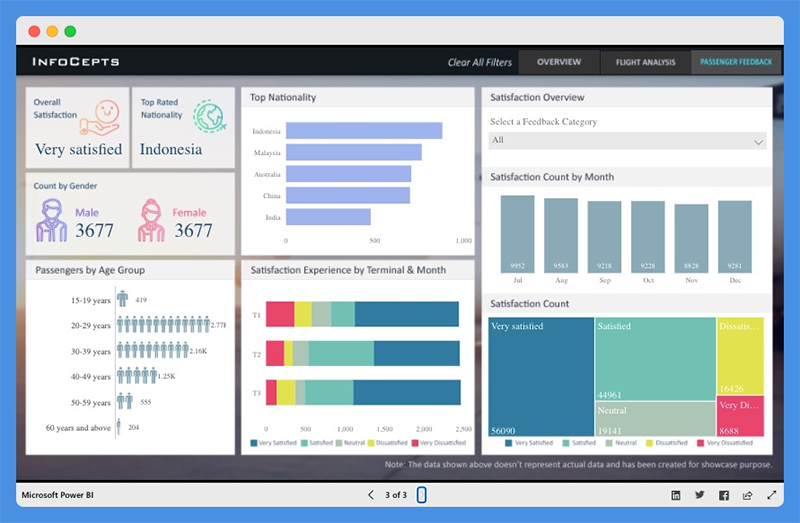 INFOCEPTS
Clear All Filters
OVERVIEW
FLIGHT ANALYSIS
PASSENGER FEEDBACK
Overall
Satisfaction
Very satisfied
Top Rated
Nationality
Indonesia
Count by Gender
Male
3677
Female
3677
Top Nationality
Indonesia
Malaysia
Australia
China
India
0 500 1,000
Satisfaction Overview
Select a Feedback Category
All
Satisfaction Count by Month
9952 9583 9218 9228 8828 9281
Jul Aug Sep Oct Nov Dec
Passengers by Age Group
15-19 years 419
20-29 years 2.77K
30-39 years 2.16K
40-49 years 1.25K
50-59 years 555
60 years and above 204
Satisfaction Experience by Terminal & Month
T1
T2
T3
0 500 1,000 1,500 2,000 2,500
Very Satisfied Satisfied Neutral Dissatisfied Very Dissatisfied
Satisfaction Count
Very satisfied
56090
Satisfied
44961
Neutral
19141
Dissatis...
16426
Very Di...
8688
Very Satisfied Satisfied Neutral Dissatisfied Very Dissatisfied
Note: The data shown above doesn't represent actual data and has been created for showcase purpose.
Microsoft Power BI
3 of 3